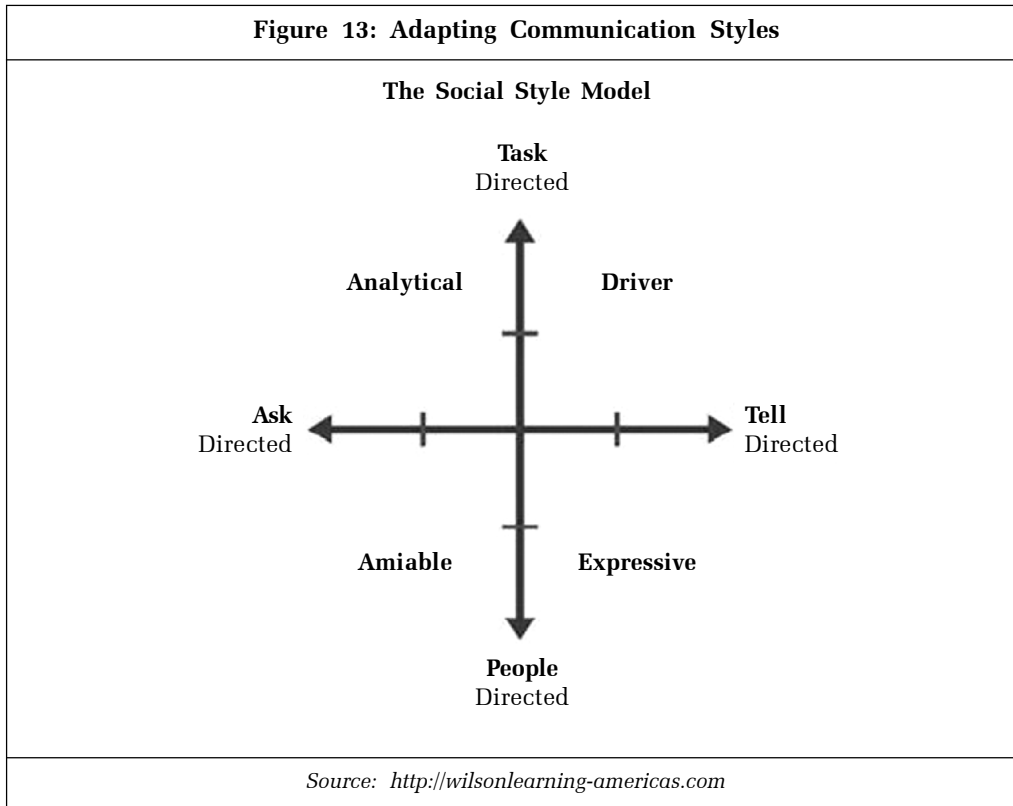 Figure 13: Adapting Communication Styles
The Social Style Model
Task
Directed
Analytical
Driver
Ask
Directed
Tell
Directed
Amiable
Expressive
People
Directed
Source: http://wilsonlearning-americas.com